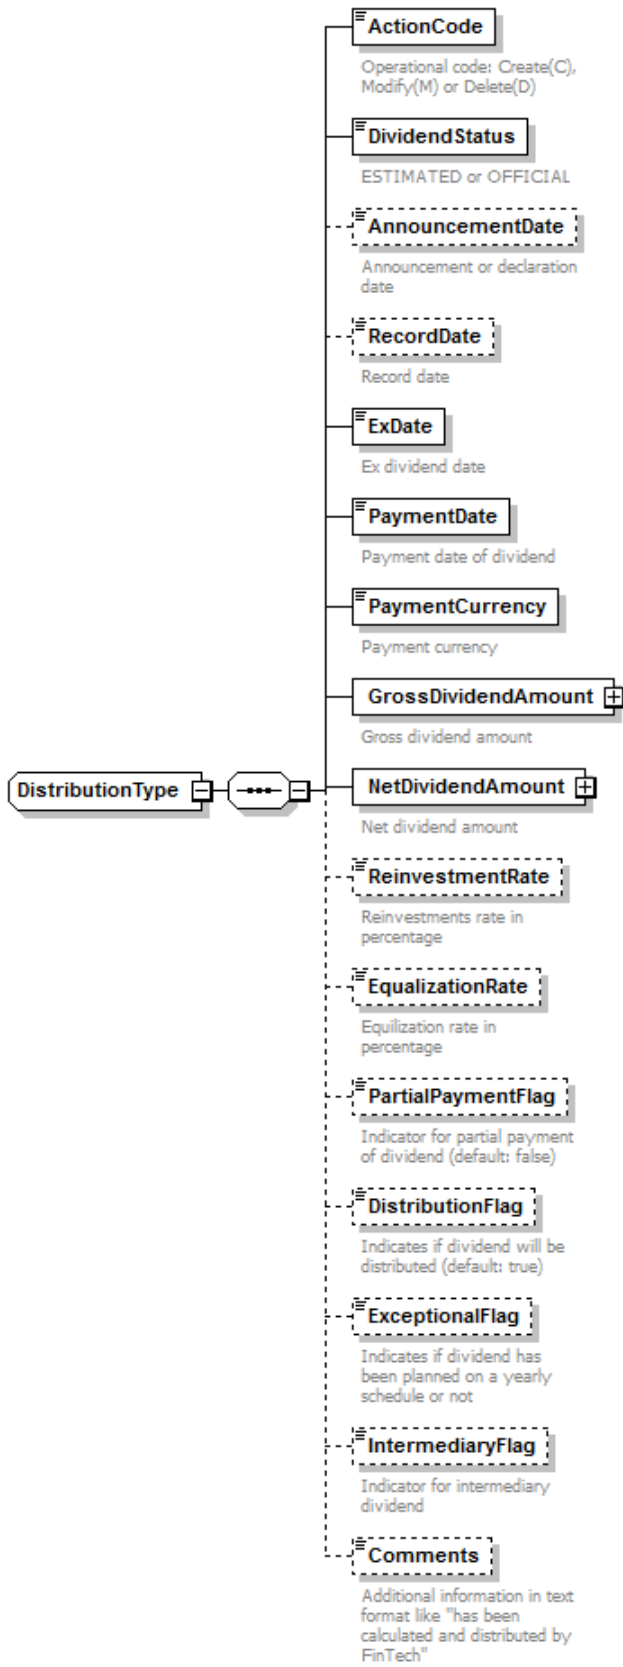 ActionCode
Operational code: Create(C),
Modify(M) or Delete(D)
DividendStatus
ESTIMATED or OFFICIAL
AnnouncementDate
Announcement or declaration
date
RecordDate
Record date
ExDate
Ex dividend date
PaymentDate
Payment date of dividend
PaymentCurrency
Payment currency
GrossDividendAmount
Gross dividend amount
DistributionType
NetDividendAmount
Net dividend amount
ReinvestmentRate
Reinvestments rate in
percentage
EqualizationRate
Equilization rate in
percentage
PartialPaymentFlag
Indicator for partial payment
of dividend (default: false)
DistributionFlag
Indicates if dividend will be
distributed (default: true)
ExceptionalFlag
Indicates if dividend has
been planned on a yearly
schedule or not
IntermediaryFlag
Indicator for intermediary
dividend
Comments
Additional information in text
format like "has been
calculated and distributed by
FinTech"